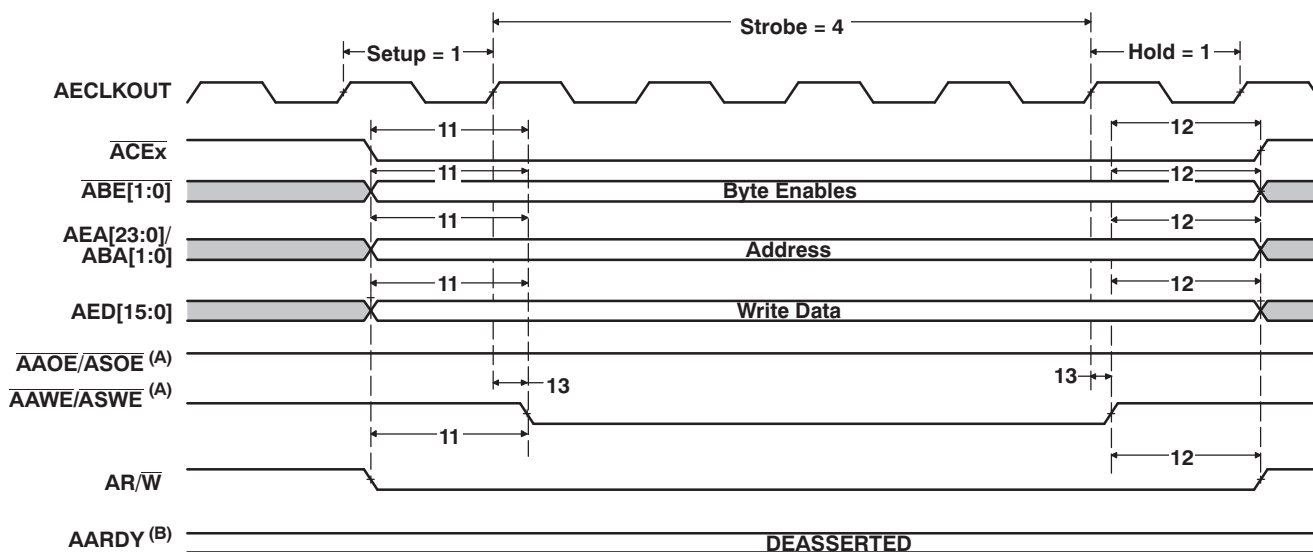 Strobe = 4
Setup = 1
Hold = 1
AECLKOUT
11
12
ACEx
11
12
ABE[1:0]
Byte Enables
11
12
AEA[23:0]/
ABA[1:0]
Address
11
12
AED[15:0]
Write Data
AAOE/ASOE (A)
13
13
AAWE/ASWE (A)
11
12
AR/W
AARDY (B)
DEASSERTED